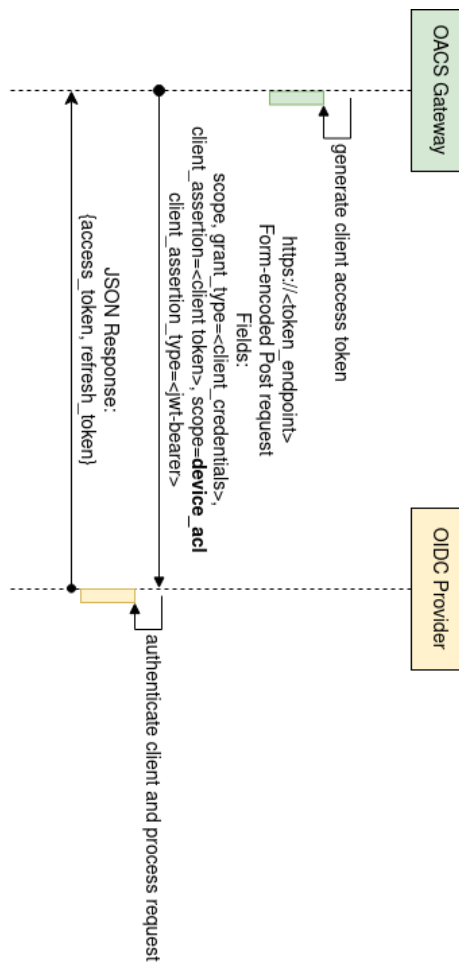 OACS Gateway
OIDC Provider
generate client access token
https://<token_endpoint>
Form-encoded Post request
Fields:
scope, grant_type=<client_credentials>,
client_assertion=<client token>, scope=device_acl
client_assertion_type=<jwt-bearer>
authenticate client and process request
JSON Response:
{access_token, refresh_token}